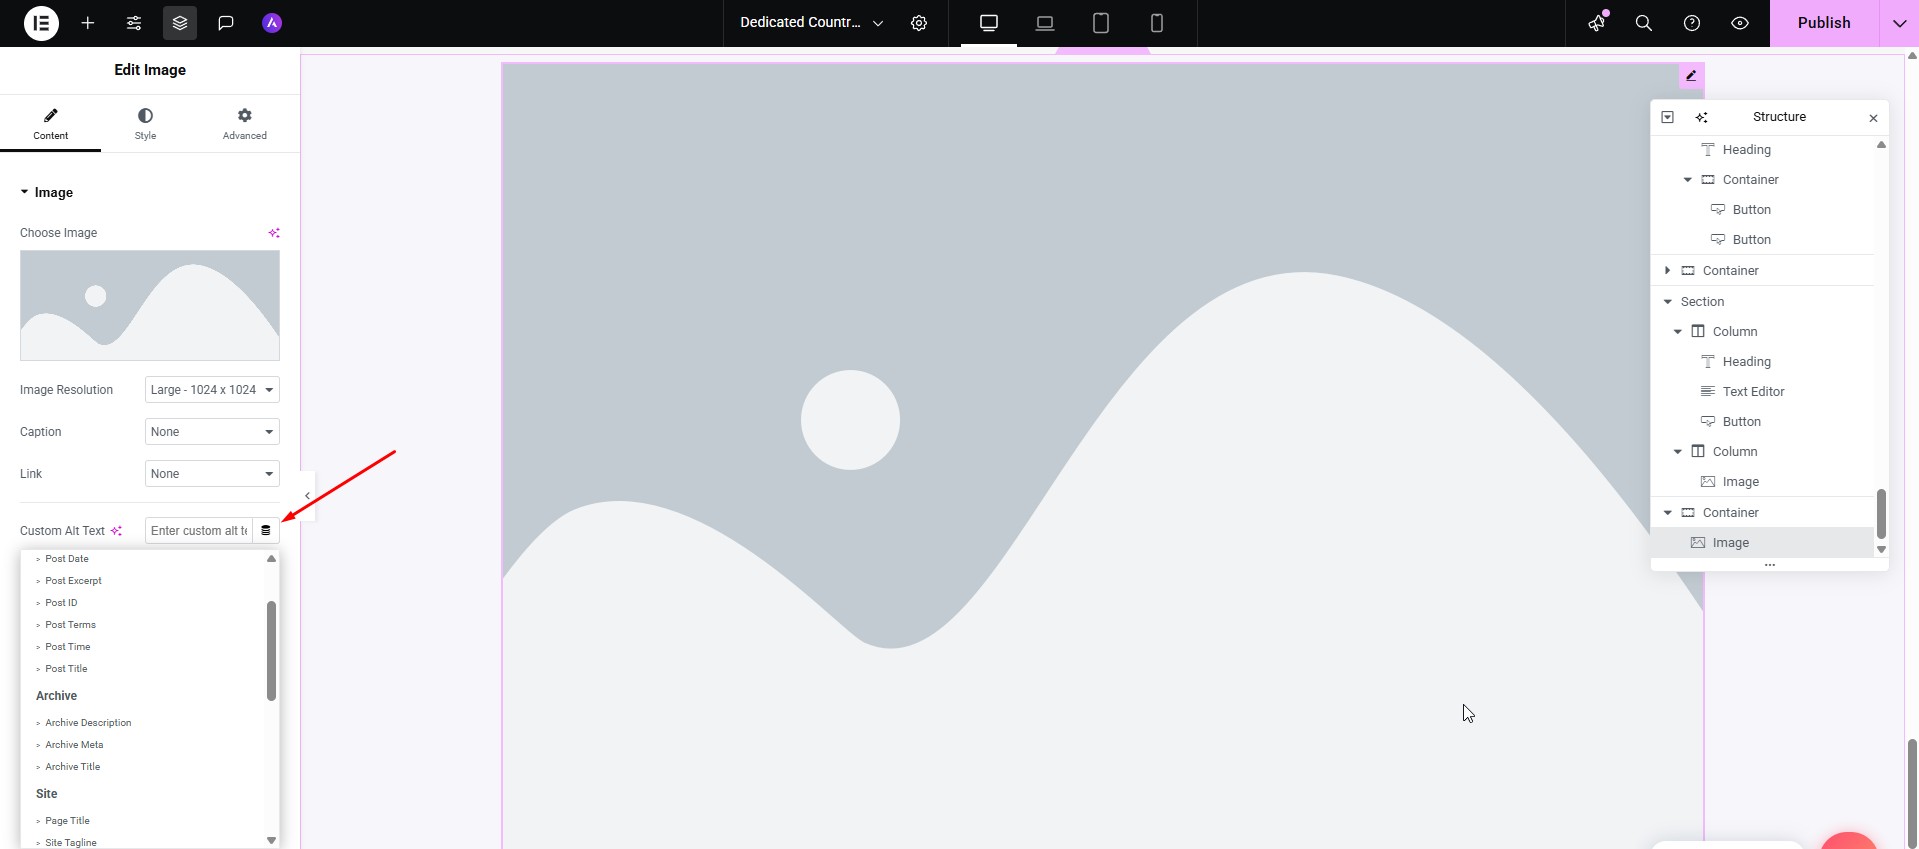 Dedicated Countr...
Publish
Edit Image
Content
Style
Advanced
Image
Choose Image
Image Resolution
Large - 1024 x 1024
Caption
None
Link
None
Custom Alt Text
Enter custom alt te
> Post Date
> Post Excerpt
> Post ID
> Post Terms
> Post Time
> Post Title
Archive
> Archive Description
> Archive Meta
> Archive Title
Site
> Page Title
> Site Tagline
Structure
Heading
Container
Button
Button
Container
Section
Column
Heading
Text Editor
Button
Column
Image
Container
Image
...